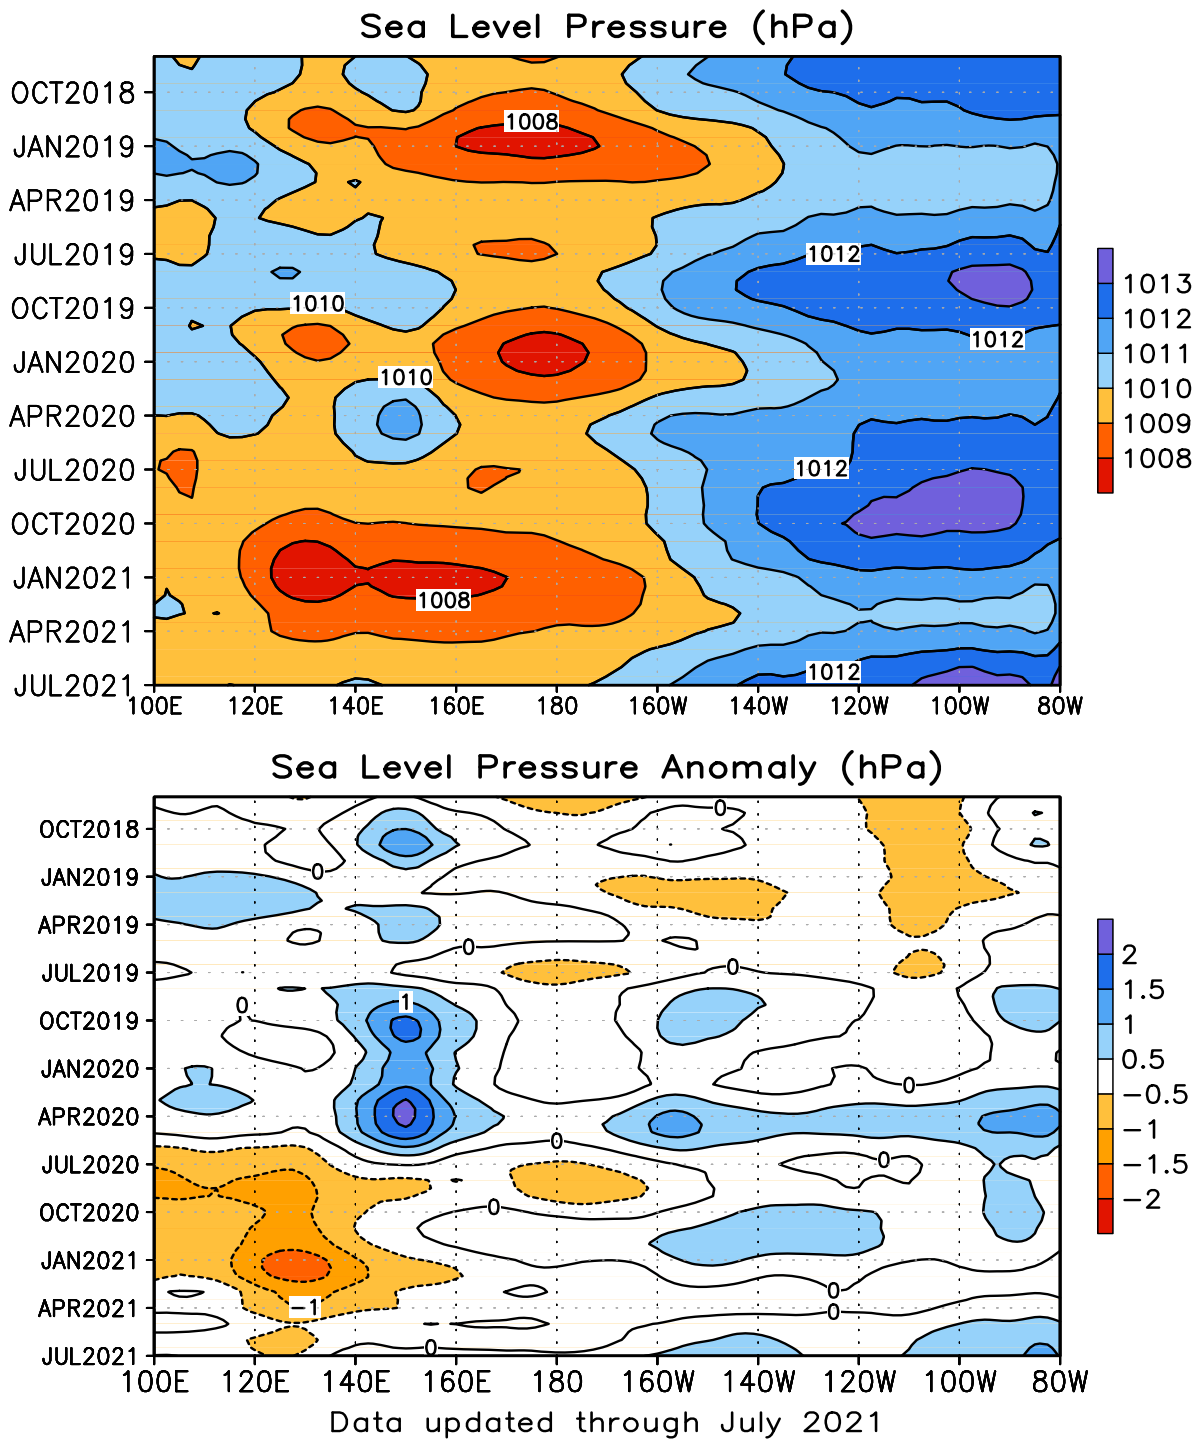 Sea Level Pressure (hPa)
OCT2018
JAN2019
APR2019
JUL2019
OCT2019
JAN2020
APR2020
JUL2020
OCT2020
JAN2021
APR2021
JUL2021
1008
1012
1010
1012
1010
1012
1008
1012
100E 120E 140E 160E 180 160W 140W 120W 100W 80W
1013
1012
1011
1010
1009
1008
Sea Level Pressure Anomaly (hPa)
OCT2018
JAN2019
APR2019
JUL2019
OCT2019
JAN2020
APR2020
JUL2020
OCT2020
JAN2021
APR2021
JUL2021
0
0
0
0
1
0
0
0
0
0
0
−1
0
0
100E 120E 140E 160E 180 160W 140W 120W 100W 80W
2
1.5
1
0.5
−0.5
−1
−1.5
−2
Data updated through July 2021